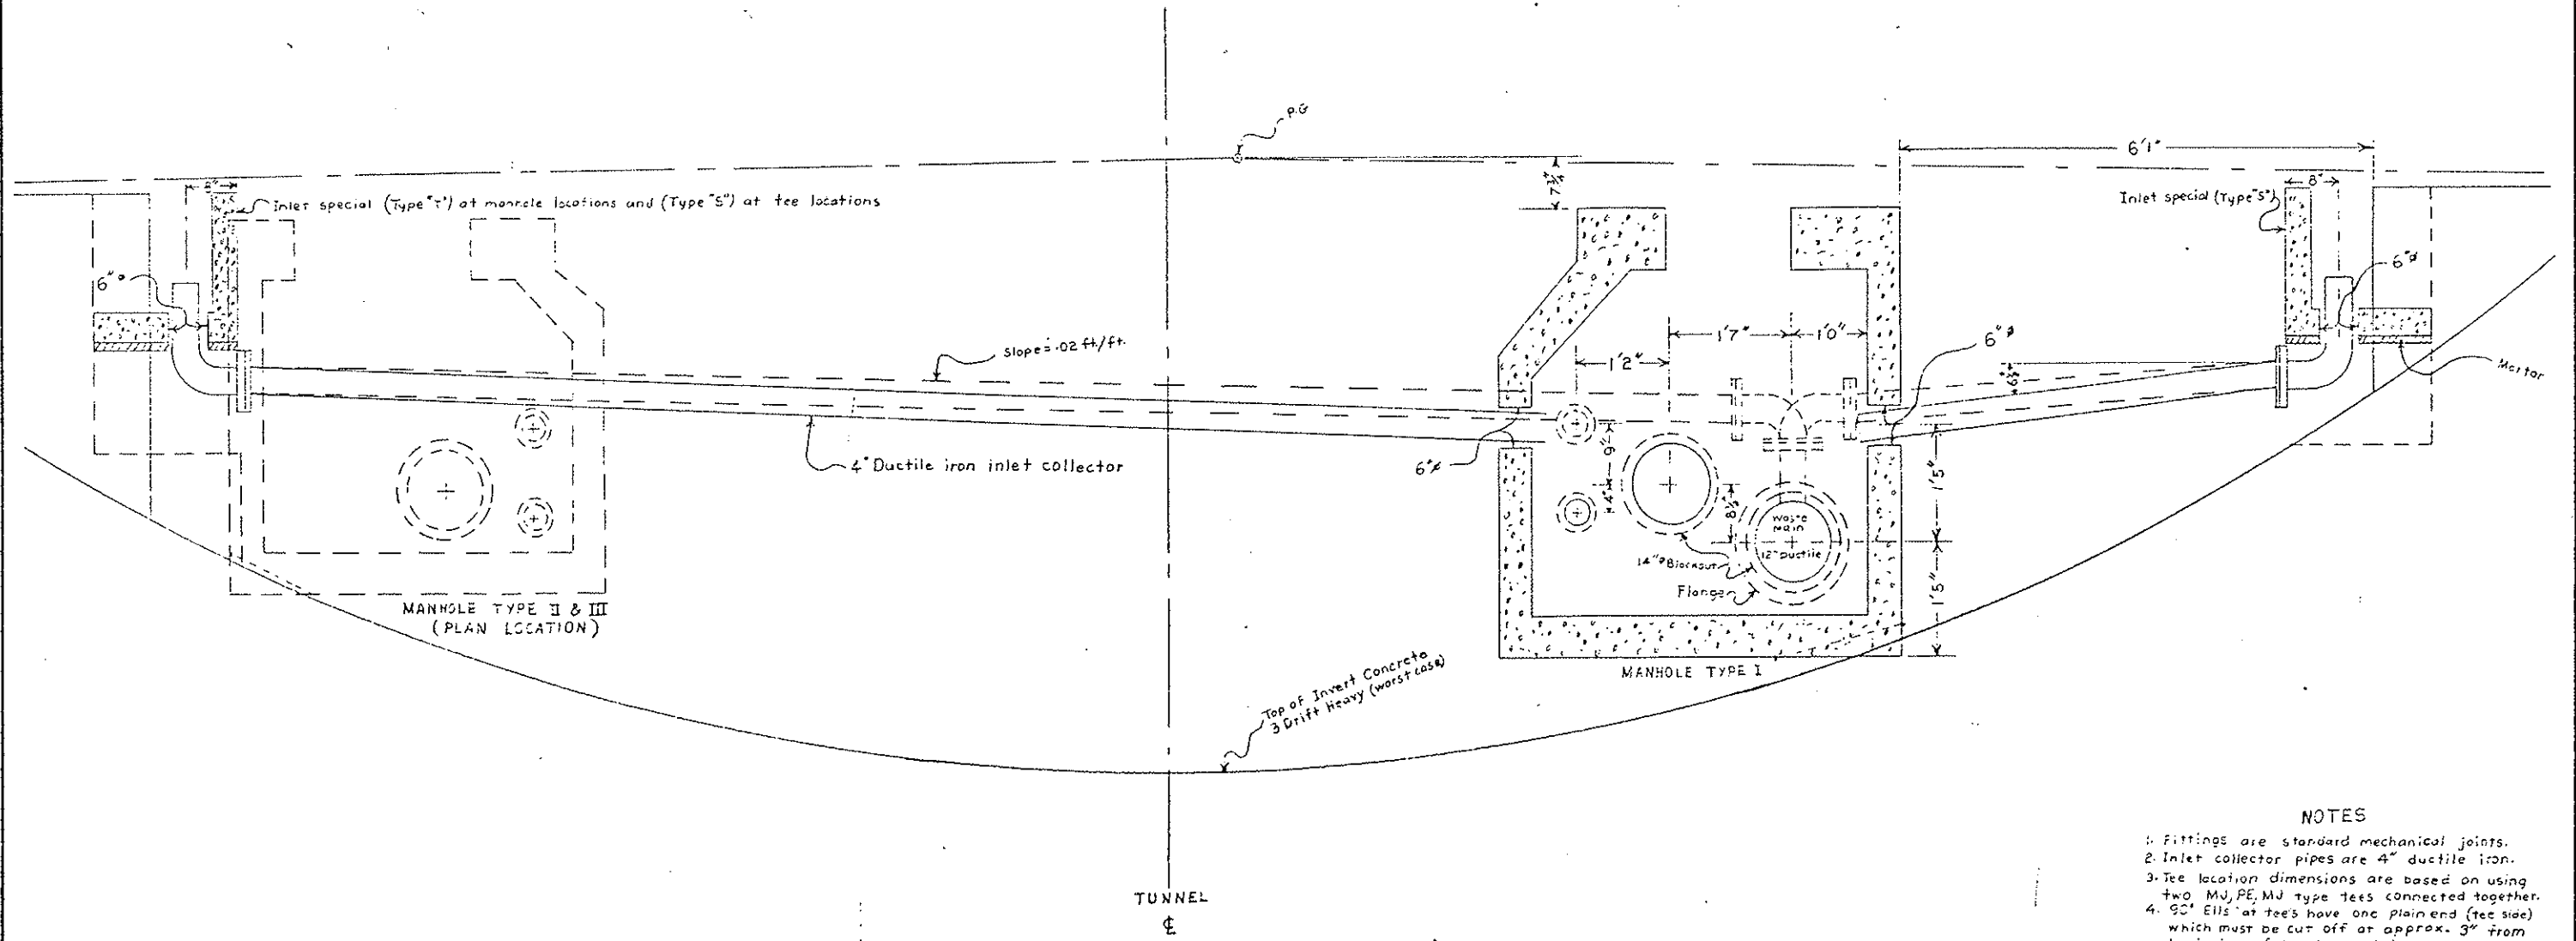 P.G
6'1"
7 3/4"
8"
8"
Inlet special (Type "T") at manhole locations and (Type "S") at tee locations
Inlet special (Type "S")
6"ø
6"ø
slope = .02 ft/ft.
1'7"
1'0"
6"ø
1'2"
Mortar
4" Ductile iron inlet collector
6"ø
9"
4"
8½"
1'5"
Waste
Main
12" Ductile
14"ø Blockout
Flange
1'5"
MANHOLE TYPE II & III
(PLAN LOCATION)
MANHOLE TYPE I
Top of Invert Concrete
3 Drift Heavy (worst case)
TUNNEL
℄
NOTES
1. Fittings are standard mechanical joints.
2. Inlet collector pipes are 4" ductile iron.
3. Tee location dimensions are based on using
two MJ, PE, MJ type tees connected together.
4. 90° Ells at tee's have one plain end (tee side)
which must be cut off at approx. 3" from